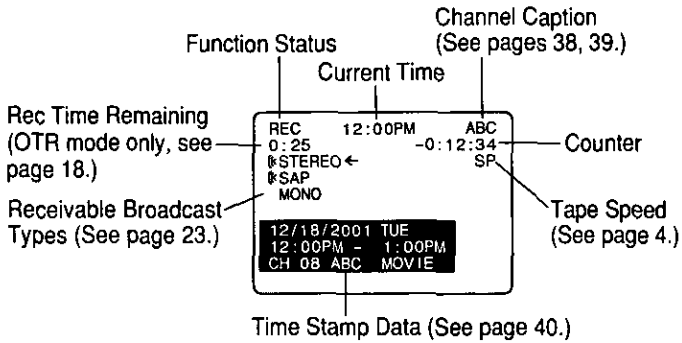 Channel Caption
(See pages 38, 39.)
Function Status
Current Time
Rec Time Remaining
(OTR mode only, see
page 18.)
REC 12:00PM ABC
0:25 -0:12:34
STEREO←
SP
SAP
MONO
Counter
Receivable Broadcast
Types (See page 23.)
Tape Speed
(See page 4.)
12/18/2001 TUE
12:00PM - 1:00PM
CH 08 ABC MOVIE
Time Stamp Data (See page 40.)